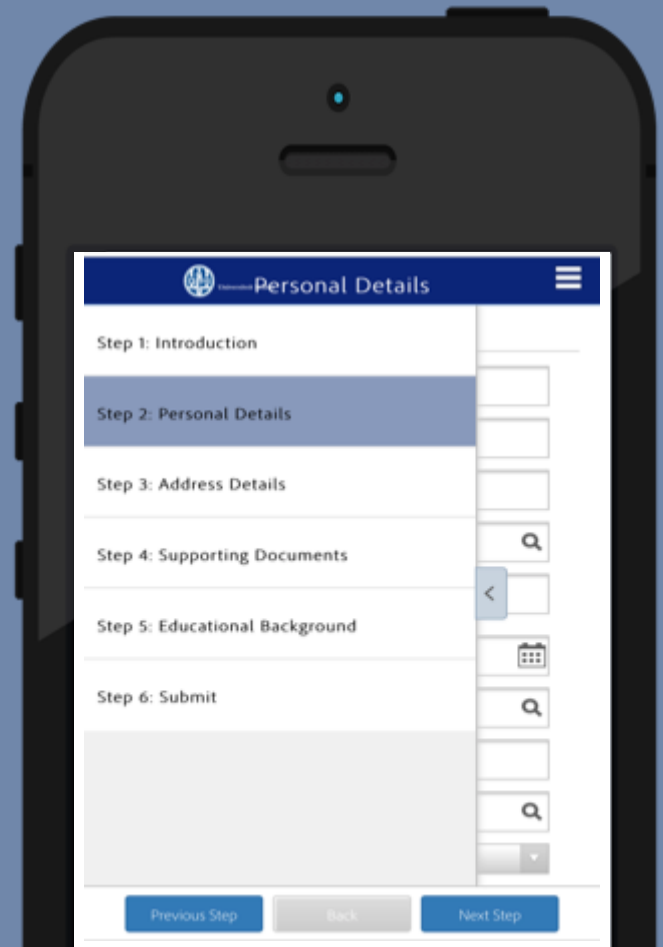 Universiteit Personal Details
Step 1: Introduction
Step 2: Personal Details
Step 3: Address Details
Step 4: Supporting Documents
Step 5: Educational Background
Step 6: Submit
Previous Step Back Next Step